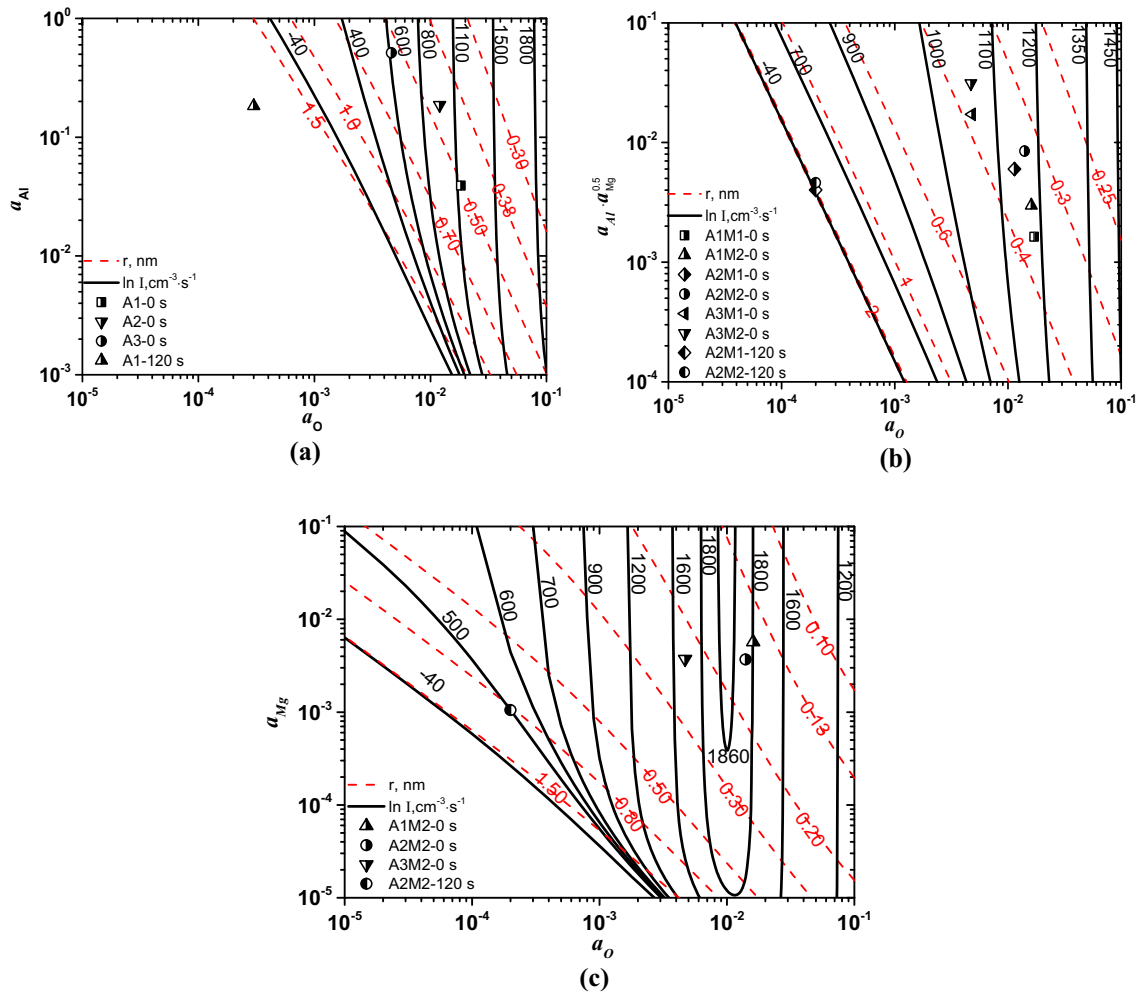 10^0
10^-1
10^-2
10^-3
a_Al
-40
400
600
800
1100
1500
1800
1.5
1.0
0.70
0.50
0.38
0.30
r, nm
ln I,cm^-3·s^-1
A1-0 s
A2-0 s
A3-0 s
A1-120 s
10^-5 10^-4 10^-3 10^-2 10^-1
a_O
(a)
10^-1
10^-2
10^-3
10^-4
a_Al · a_Mg^0.5
-40
700
900
1000
1100
1200
1350
1450
2
1
0.6
0.4
0.3
0.25
r, nm
ln I,cm^-3·s^-1
A1M1-0 s
A1M2-0 s
A2M1-0 s
A2M2-0 s
A3M1-0 s
A3M2-0 s
A2M1-120 s
A2M2-120 s
10^-5 10^-4 10^-3 10^-2 10^-1
a_O
(b)
10^-1
10^-2
10^-3
10^-4
10^-5
a_Mg
-40
500
600
700
900
1200
1600
1800
1860
1800
1600
1200
1.50
0.80
0.50
0.30
0.20
0.13
0.10
r, nm
ln I,cm^-3·s^-1
A1M2-0 s
A2M2-0 s
A3M2-0 s
A2M2-120 s
10^-5 10^-4 10^-3 10^-2 10^-1
a_O
(c)